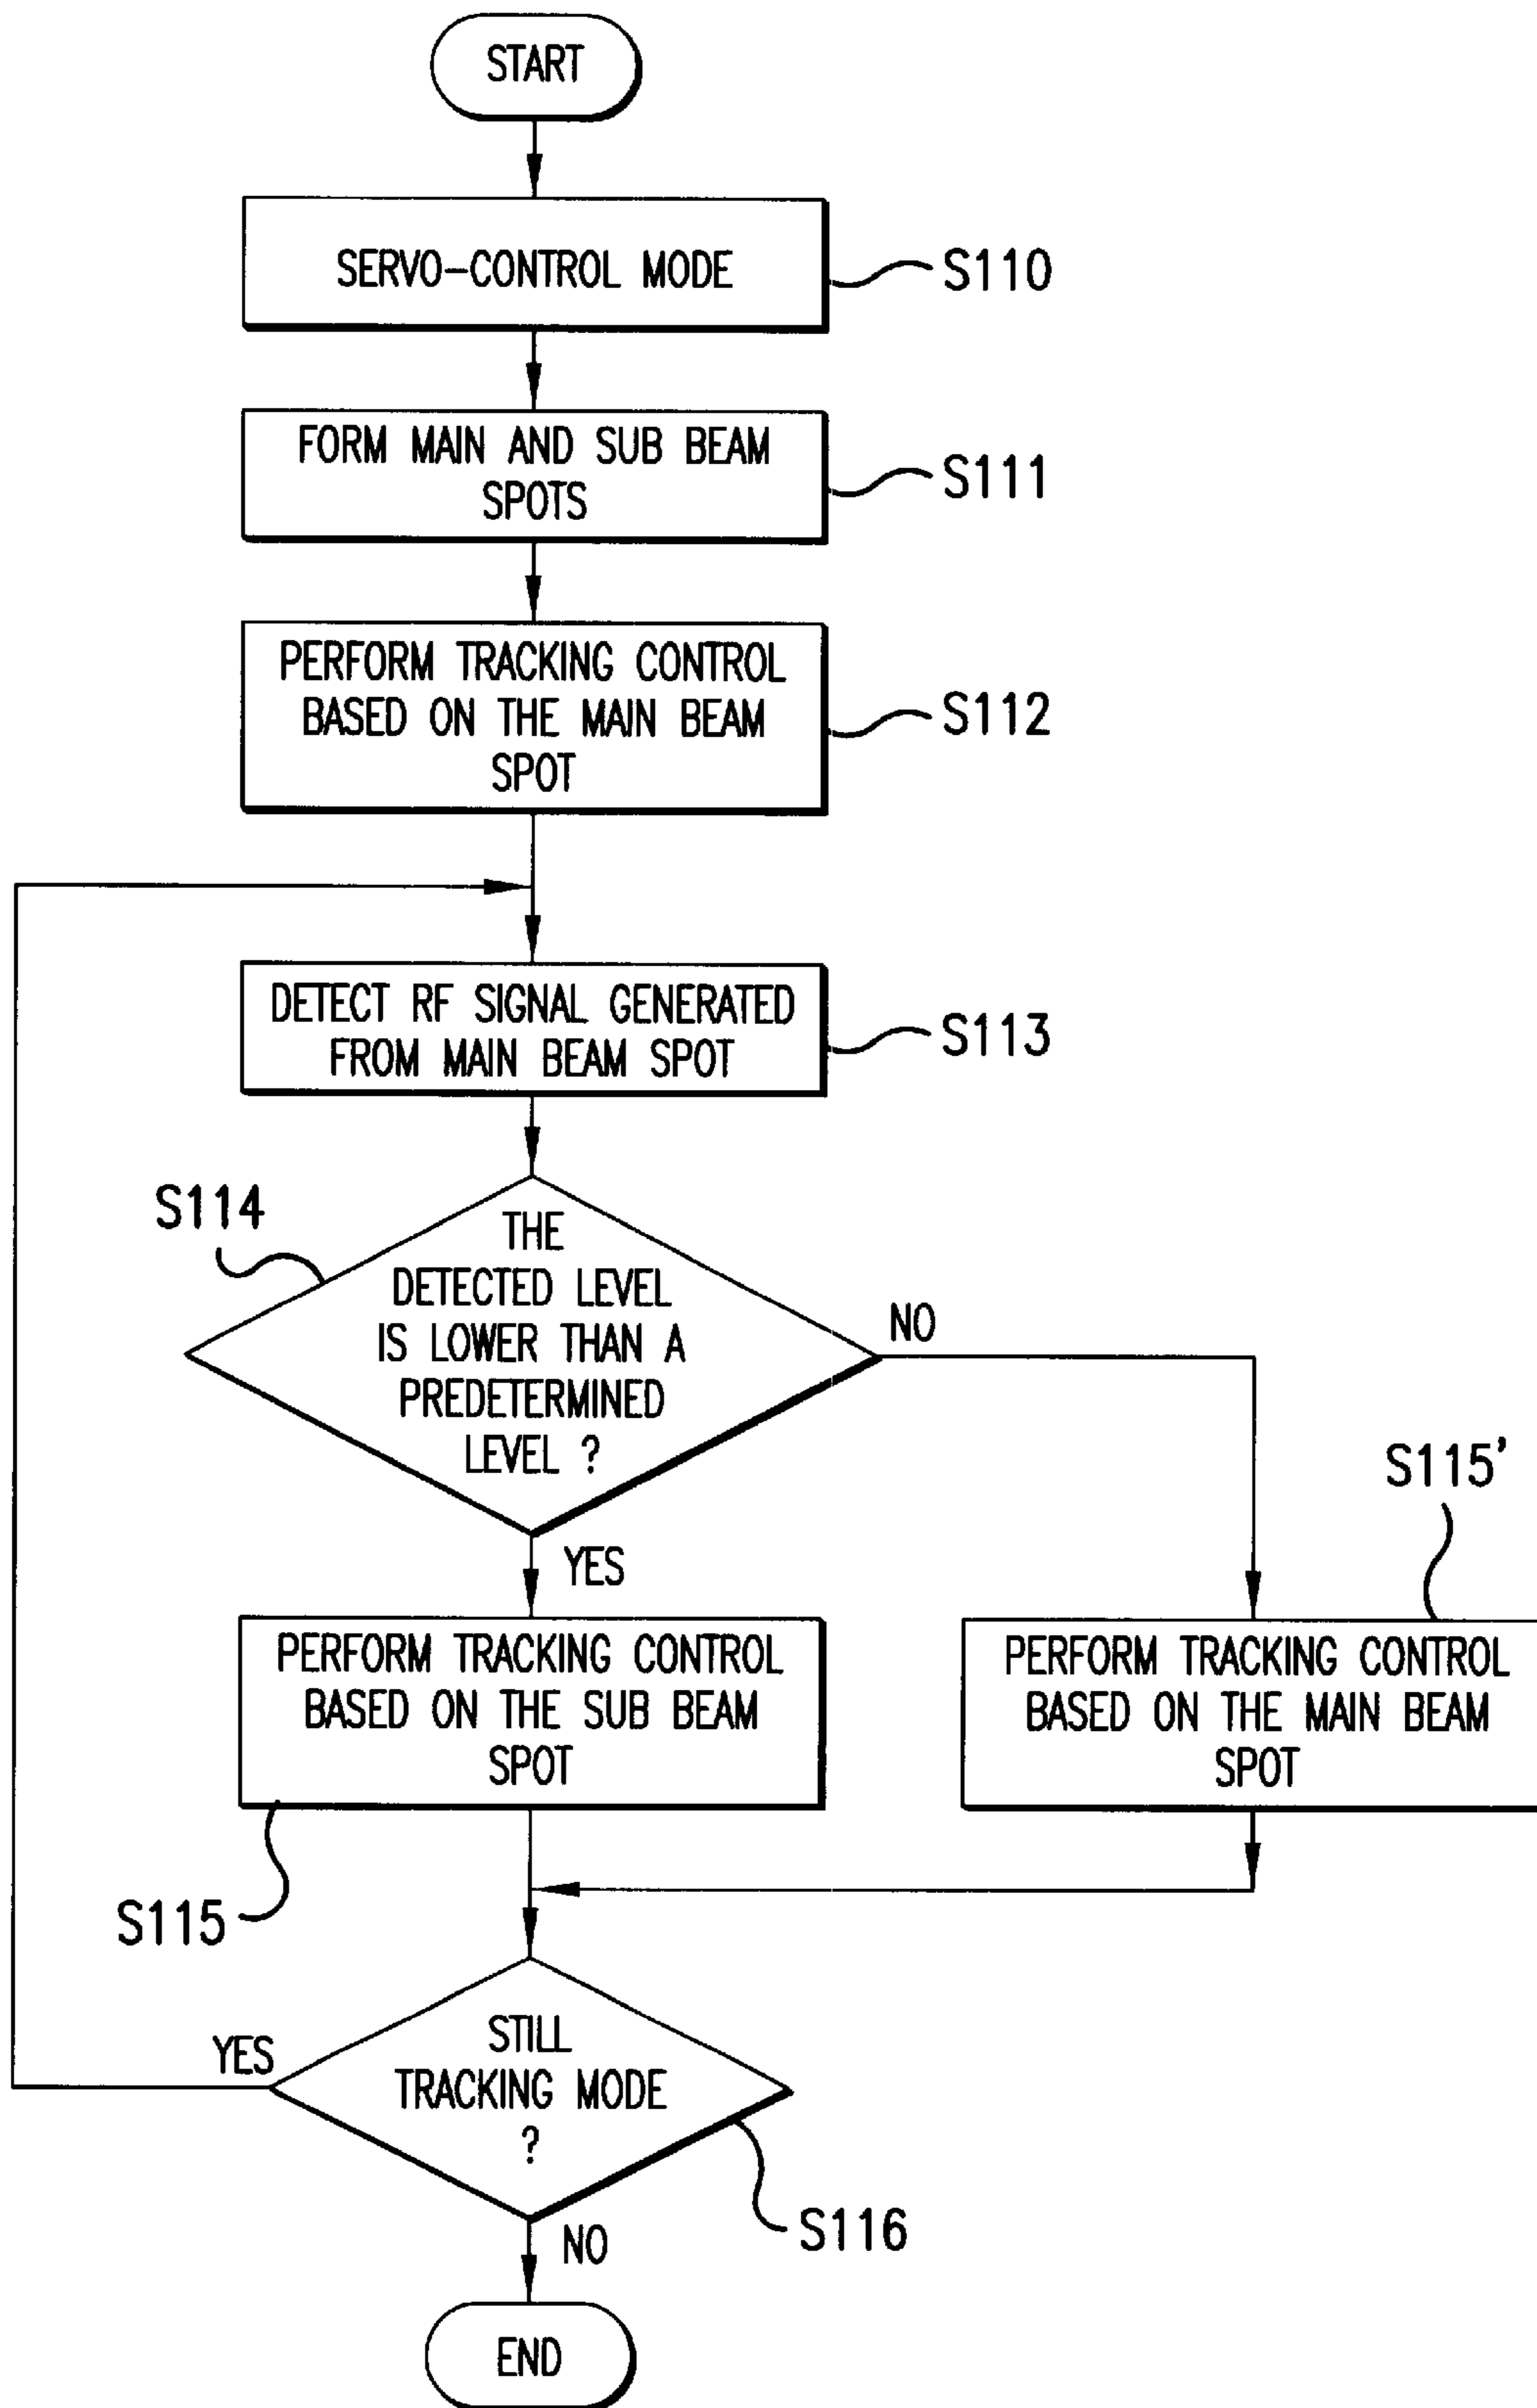 START
SERVO-CONTROL MODE
S110
FORM MAIN AND SUB BEAM
SPOTS
S111
PERFORM TRACKING CONTROL
BASED ON THE MAIN BEAM
SPOT
S112
DETECT RF SIGNAL GENERATED
FROM MAIN BEAM SPOT
S113
S114
THE
DETECTED LEVEL
IS LOWER THAN A
PREDETERMINED
LEVEL ?
NO
YES
S115'
PERFORM TRACKING CONTROL
BASED ON THE SUB BEAM
SPOT
PERFORM TRACKING CONTROL
BASED ON THE MAIN BEAM
SPOT
S115
STILL
TRACKING MODE
?
YES
S116
NO
END